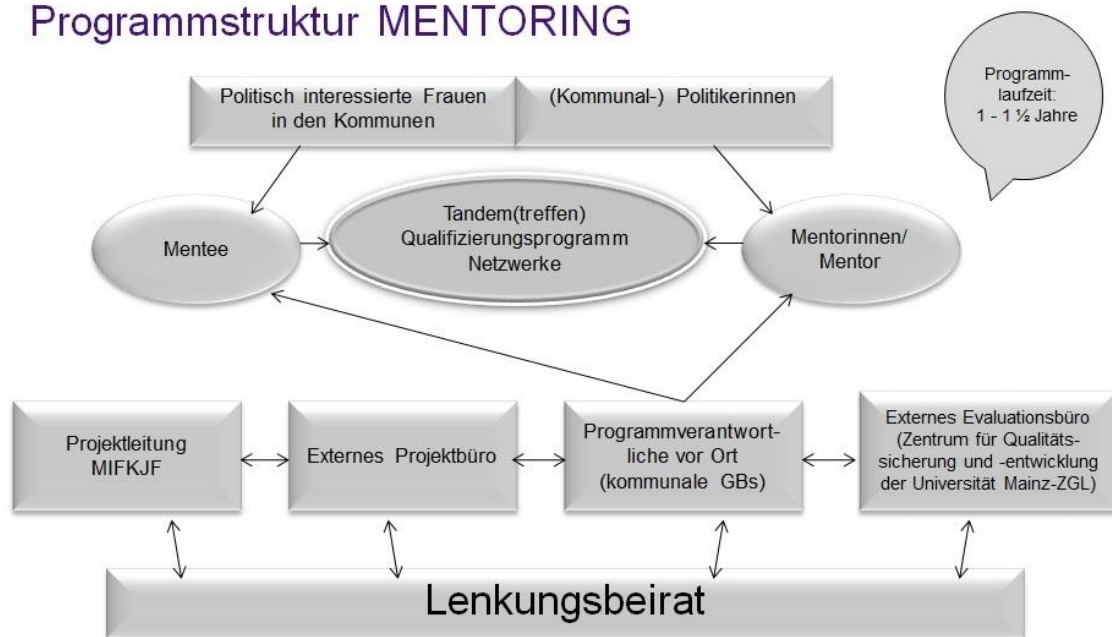 Programmstruktur MENTORING
Politisch interessierte Frauen
in den Kommunen
(Kommunal-) Politikerinnen
Programm-
laufzeit:
1 - 1 ½ Jahre
Mentee
Tandem(treffen)
Qualifizierungsprogramm
Netzwerke
Mentorinnen/
Mentor
Projektleitung
MIFKJF
Externes Projektbüro
Programmverantwort-
liche vor Ort
(kommunale GBs)
Externes Evaluationsbüro
(Zentrum für Qualitäts-
sicherung und -entwicklung
der Universität Mainz-ZGL)
Lenkungsbeirat